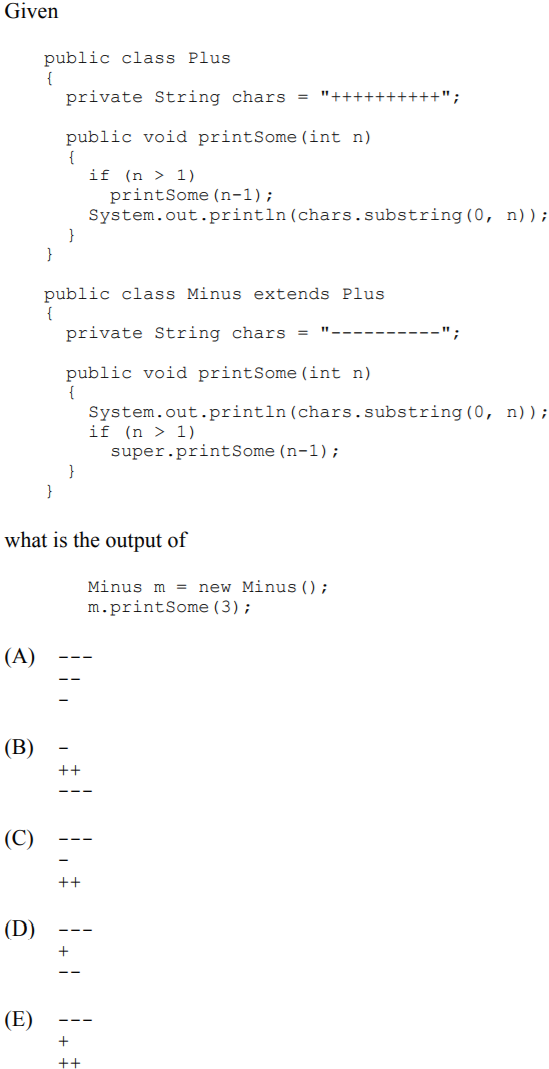 Given
public class Plus
{
private String chars = "++++++++++";
public void printSome(int n)
{
if (n > 1)
printSome(n-1);
System.out.println(chars.substring(0, n));
}
}
public class Minus extends Plus
{
private String chars = "----------";
public void printSome(int n)
{
System.out.println(chars.substring(0, n));
if (n > 1)
super.printSome(n-1);
}
}
what is the output of
Minus m = new Minus();
m.printSome(3);
(A) ---
--
-
(B) -
++
---
(C) ---
-
++
(D) ---
+
--
(E) ---
+
++